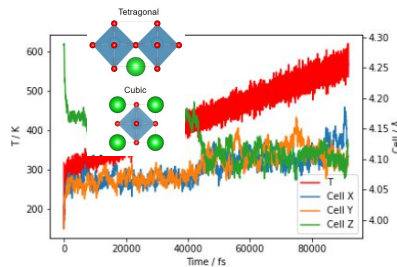 Tetragonal
Cubic
600
500
400
300
200
T / K
4.30
4.25
4.20
4.15
4.10
4.05
4.00
T
Cell X
Cell Y
Cell Z
0
20000
40000
60000
80000
Time / fs